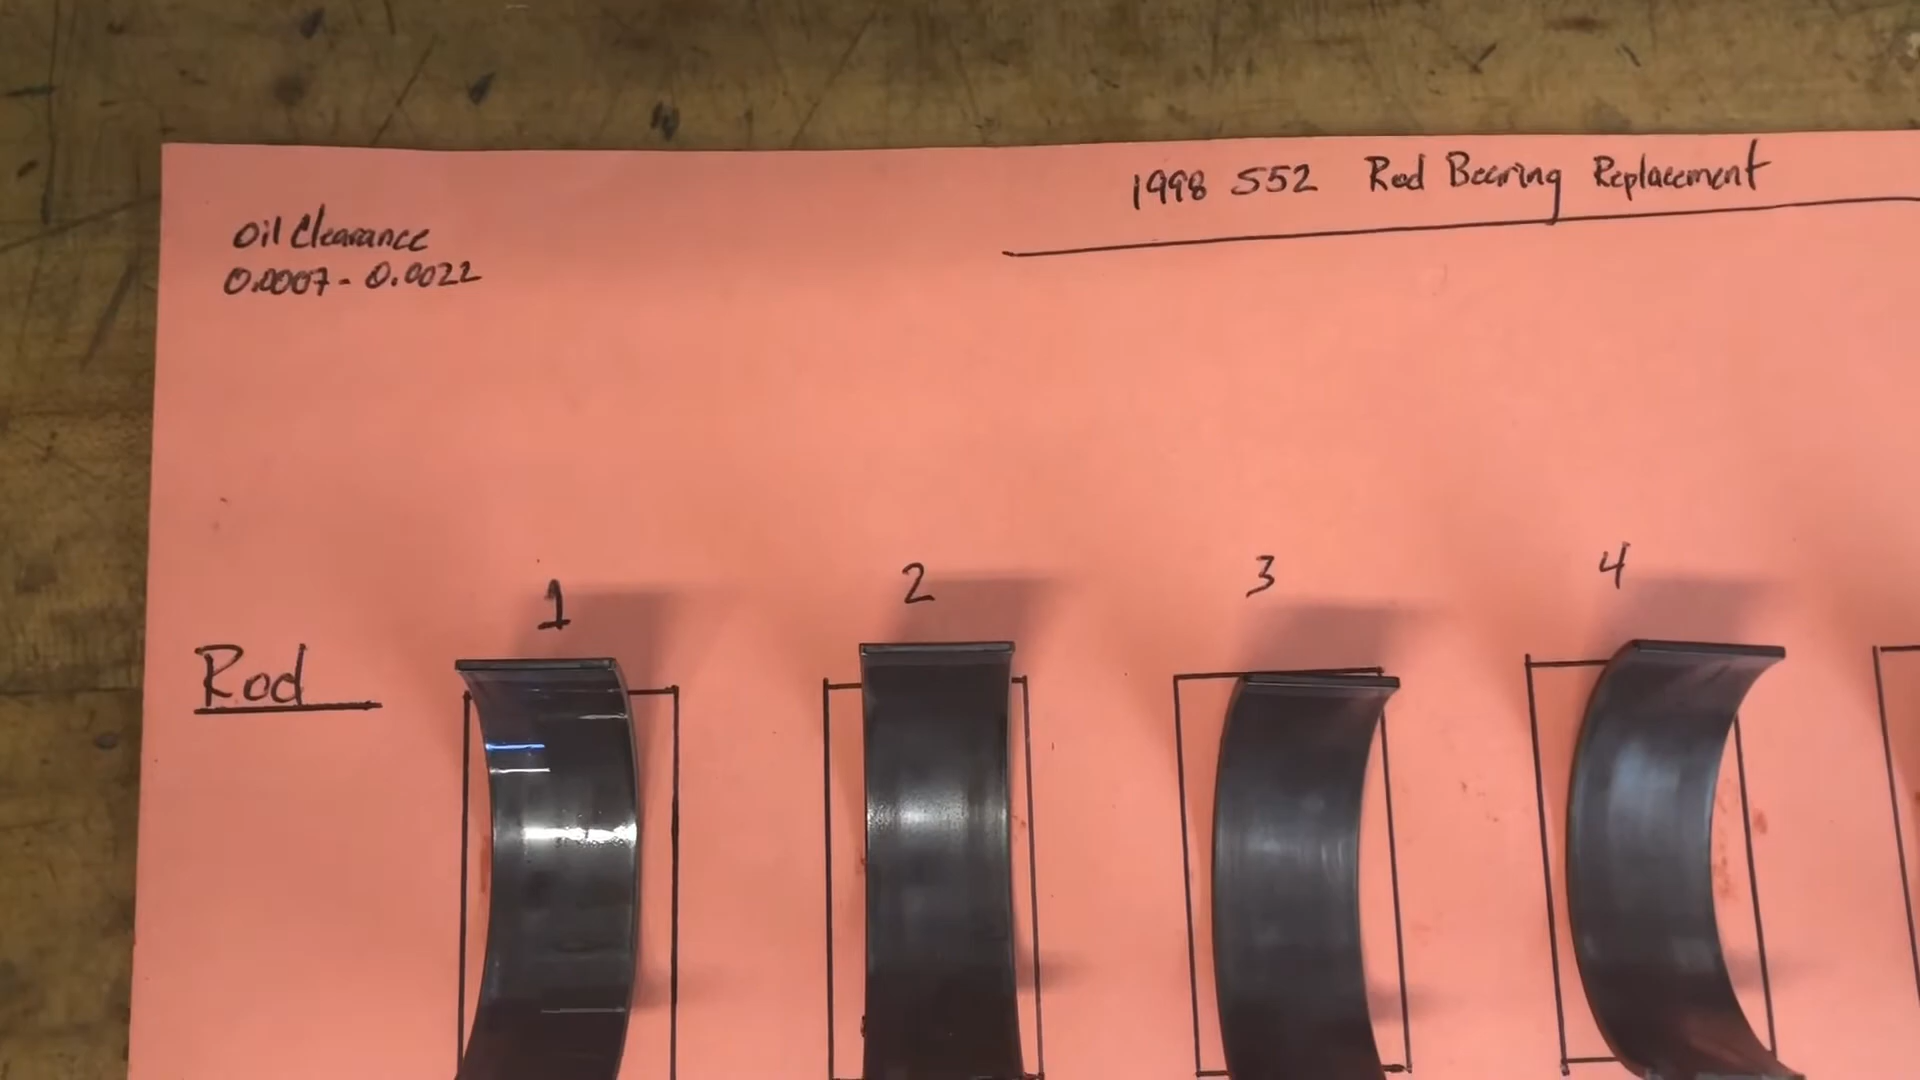 1998 S52 Rod Bearing Replacement
Oil Clearance
0.0007 - 0.0022
1
2
3
4
Rod